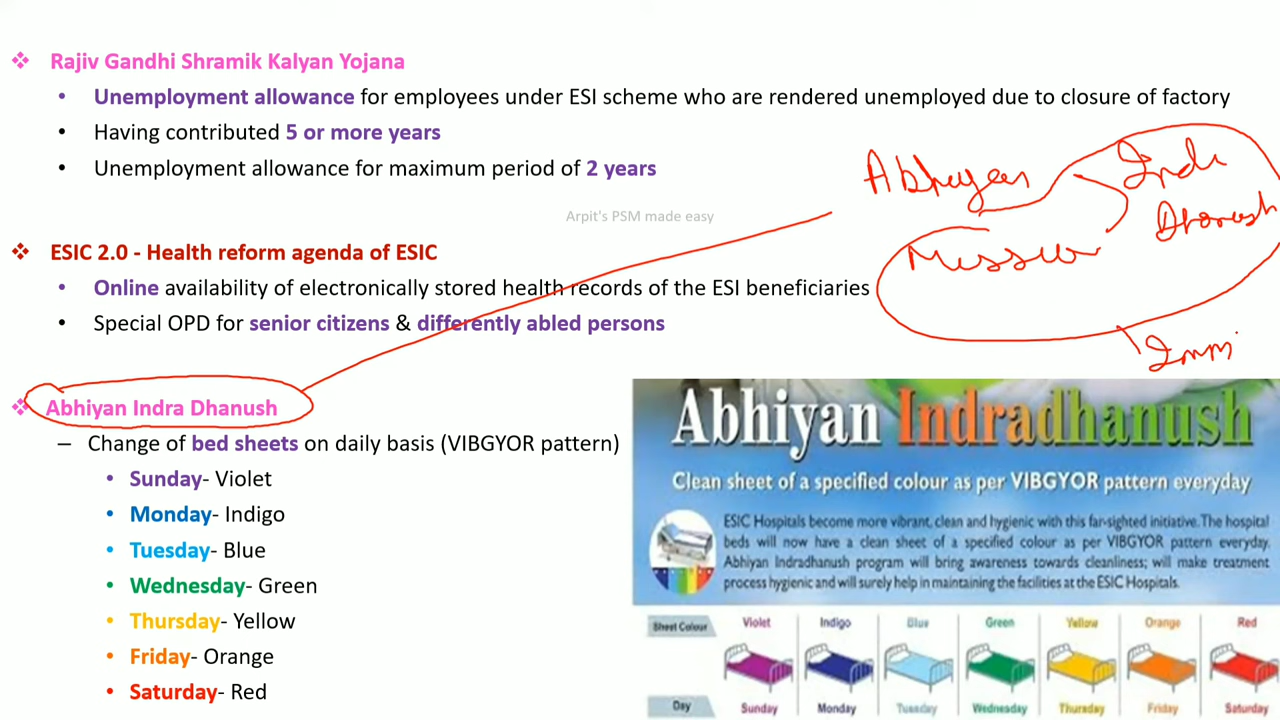 ❖ Rajiv Gandhi Shramik Kalyan Yojana
• Unemployment allowance for employees under ESI scheme who are rendered unemployed due to closure of factory
• Having contributed 5 or more years
• Unemployment allowance for maximum period of 2 years
Abhiyan
Mission
Indra
Dhanush
Imm
Arpit's PSM made easy
❖ ESIC 2.0 - Health reform agenda of ESIC
• Online availability of electronically stored health records of the ESI beneficiaries
• Special OPD for senior citizens & differently abled persons
❖ Abhiyan Indra Dhanush
– Change of bed sheets on daily basis (VIBGYOR pattern)
• Sunday- Violet
• Monday- Indigo
• Tuesday- Blue
• Wednesday- Green
• Thursday- Yellow
• Friday- Orange
• Saturday- Red
Abhiyan Indradhanush
Clean sheet of a specified colour as per VIBGYOR pattern everyday
ESIC Hospitals become more vibrant, clean and hygienic with this far-sighted initiative. The hospital
beds will now have a clean sheet of a specified colour as per VIBGYOR pattern everyday.
Abhiyan Indradhanush program will bring awareness towards cleanliness; will make treatment
process hygienic and will surely help in maintaining the facilities at the ESIC Hospitals.
Sheet Colour Violet Indigo Blue Green Yellow Orange Red
Day Sunday Monday Tuesday Wednesday Thursday Friday Saturday